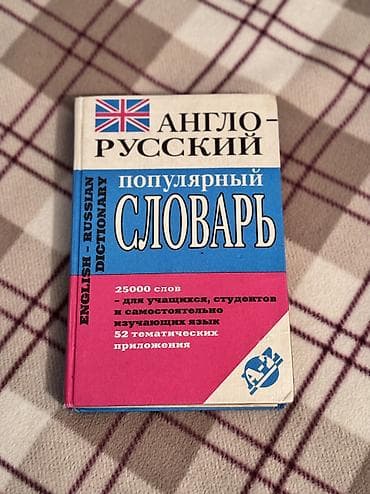 АНГЛО-
РУССКИЙ
ПОПУЛЯРНЫЙ
СЛОВАРЬ
ENGLISH – RUSSIAN
DICTIONARY
25000 слов
– для учащихся, студентов
и самостоятельно
изучающих язык
52 тематических
приложения
A-Z